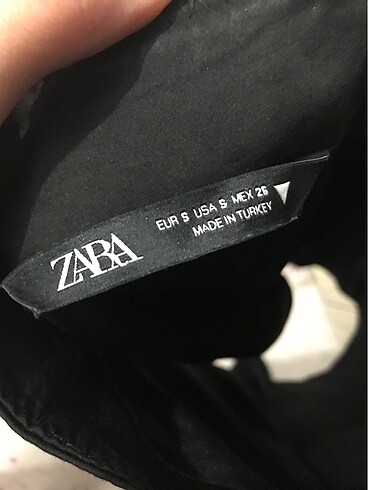 ZARA
EUR S USA S MEX 26
MADE IN TURKEY